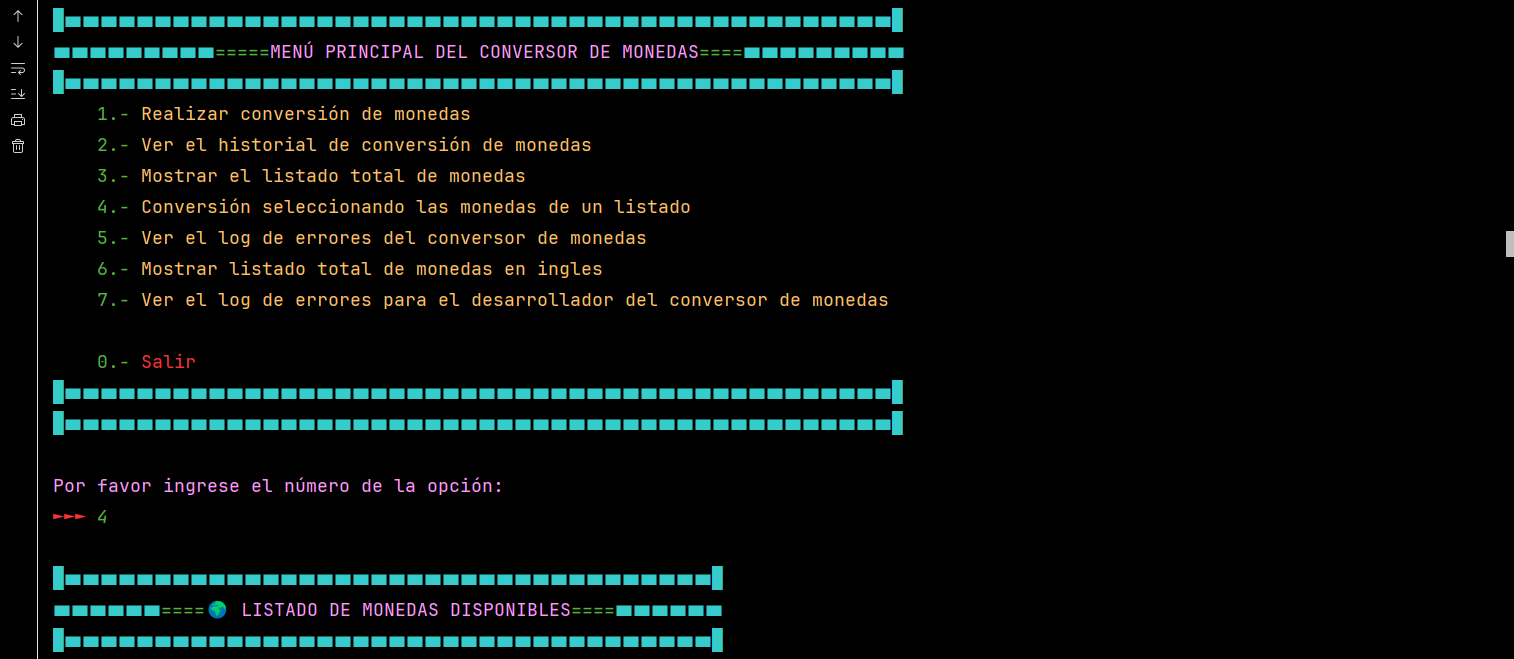 =====MENÚ PRINCIPAL DEL CONVERSOR DE MONEDAS====
1.- Realizar conversión de monedas
2.- Ver el historial de conversión de monedas
3.- Mostrar el listado total de monedas
4.- Conversión seleccionando las monedas de un listado
5.- Ver el log de errores del conversor de monedas
6.- Mostrar listado total de monedas en ingles
7.- Ver el log de errores para el desarrollador del conversor de monedas
0.- Salir
Por favor ingrese el número de la opción:
►►► 4
====🌍 LISTADO DE MONEDAS DISPONIBLES====